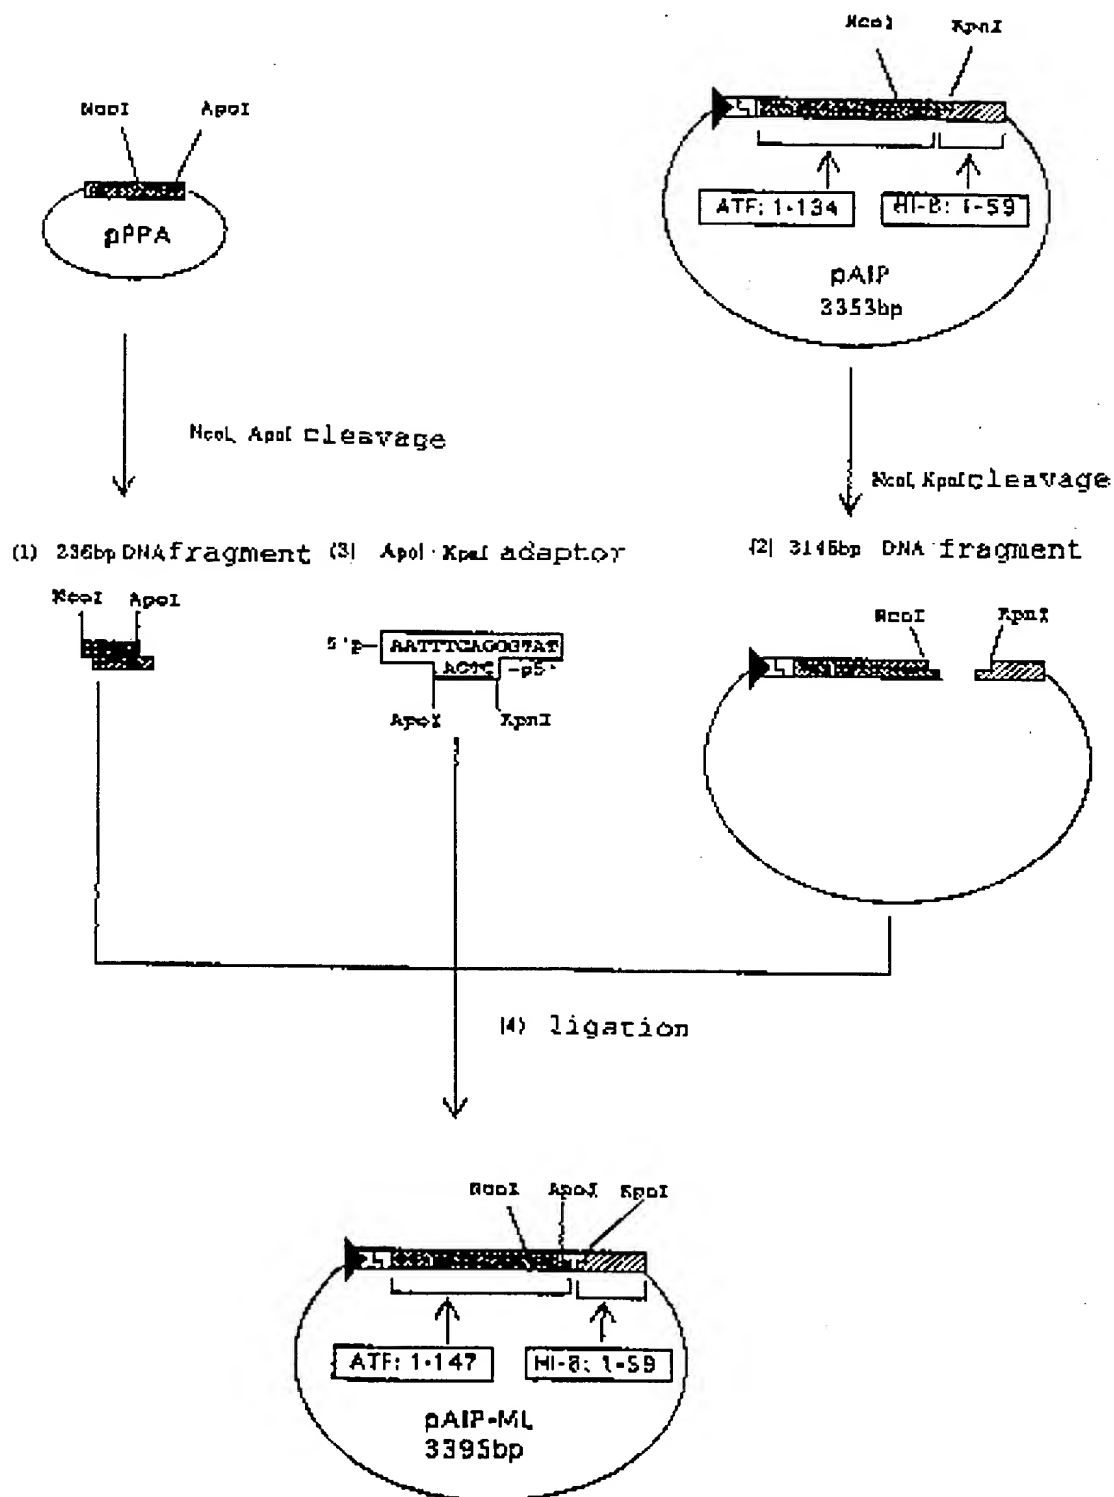 NcoI KpnI
NcoI ApoI
pPPA
ATF: 1-134 HI-8: 1-59
pAIP
3353bp
NcoI, ApoI cleavage
NcoI, KpnI cleavage
(1) 236bp DNA fragment (3) ApoI · KpnI adaptor (2) 3146bp DNA fragment
NcoI ApoI
NcoI KpnI
5'p— AATTTCAGGGTAT
AGTC —p5'
ApoI KpnI
(4) ligation
NcoI ApoI KpnI
ATF: 1-147 HI-8: 1-59
pAIP-ML
3395bp